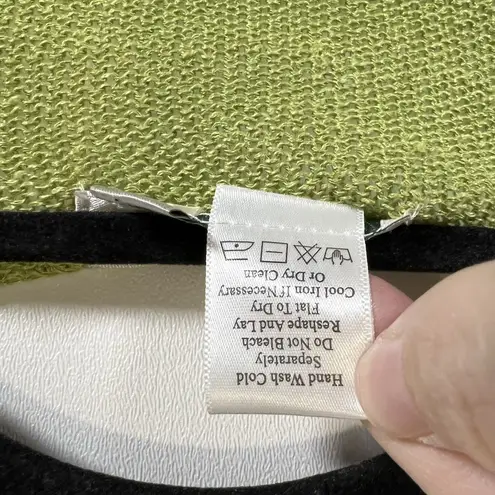 Hand Wash Cold
Separately
Do Not Bleach
Reshape And Lay
Flat To Dry
Cool Iron If Necessary
Or Dry Clean